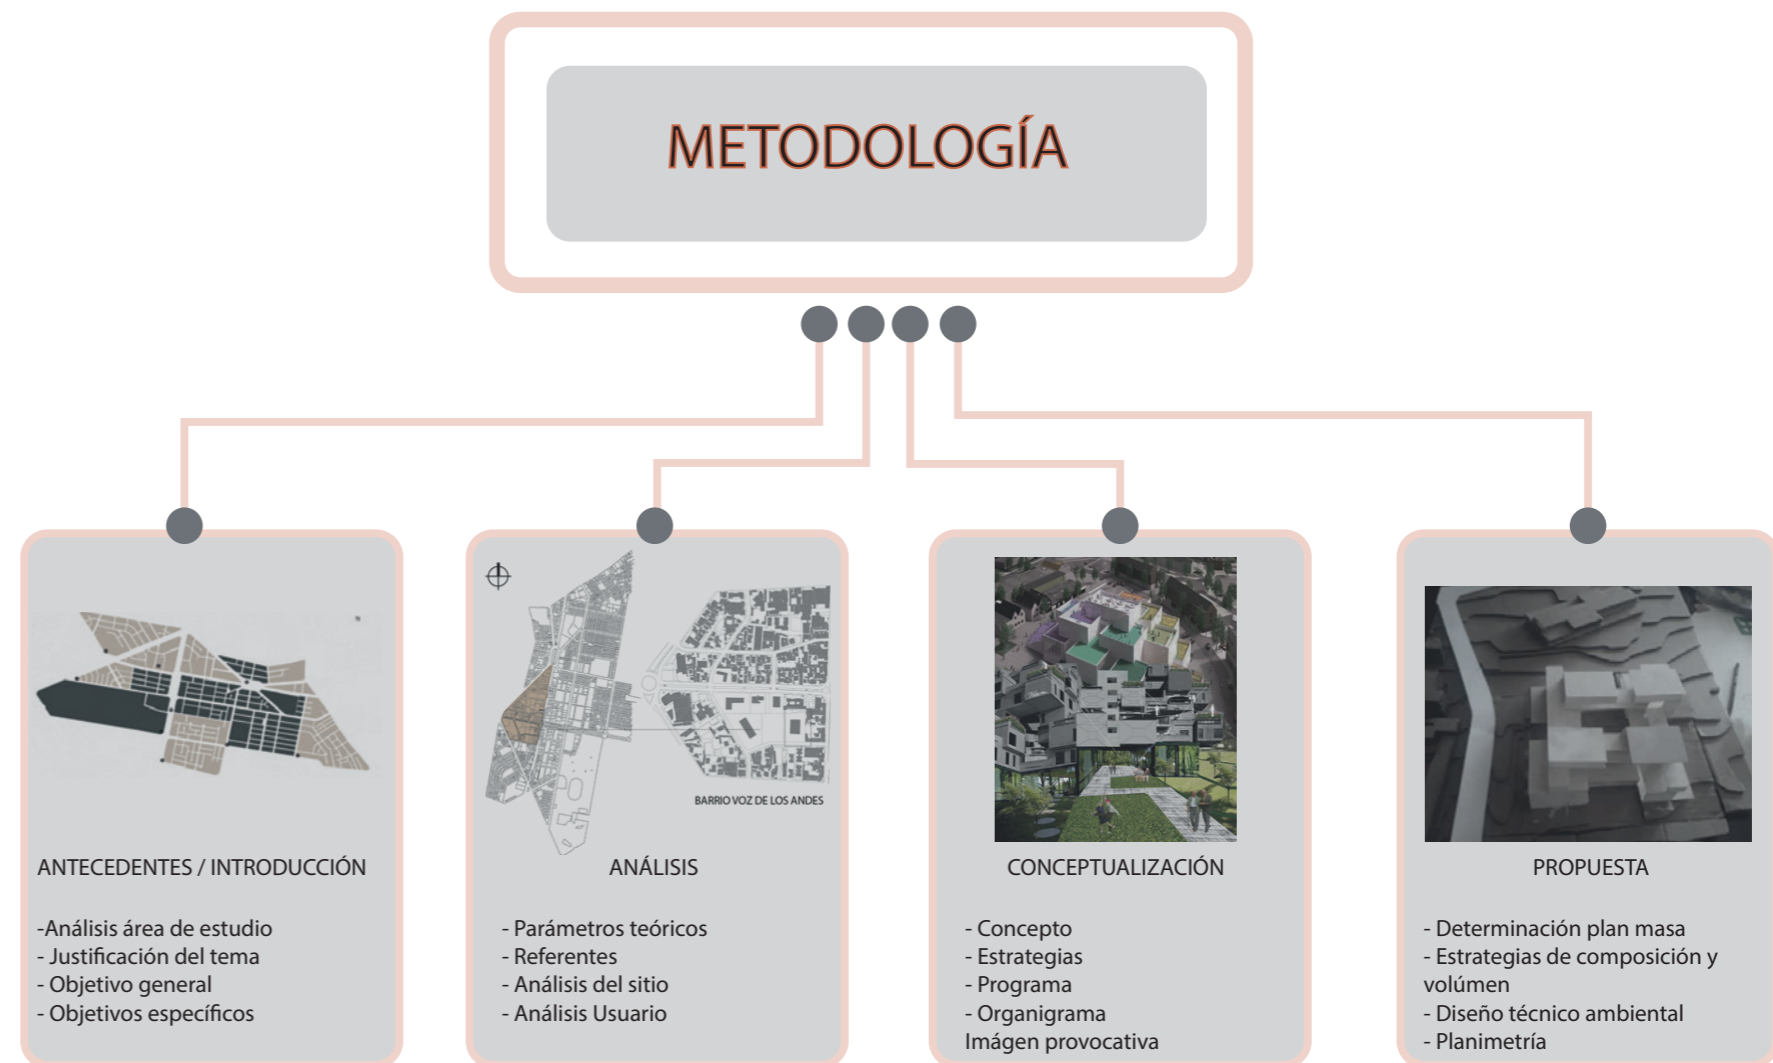 METODOLOGÍA
ANTECEDENTES / INTRODUCCIÓN
-Análisis área de estudio
- Justificación del tema
- Objetivo general
- Objetivos específicos
BARRIO VOZ DE LOS ANDES
ANÁLISIS
- Parámetros teóricos
- Referentes
- Análisis del sitio
- Análisis Usuario
CONCEPTUALIZACIÓN
- Concepto
- Estrategias
- Programa
- Organigrama
Imágen provocativa
PROPUESTA
- Determinación plan masa
- Estrategias de composición y
volúmen
- Diseño técnico ambiental
- Planimetría